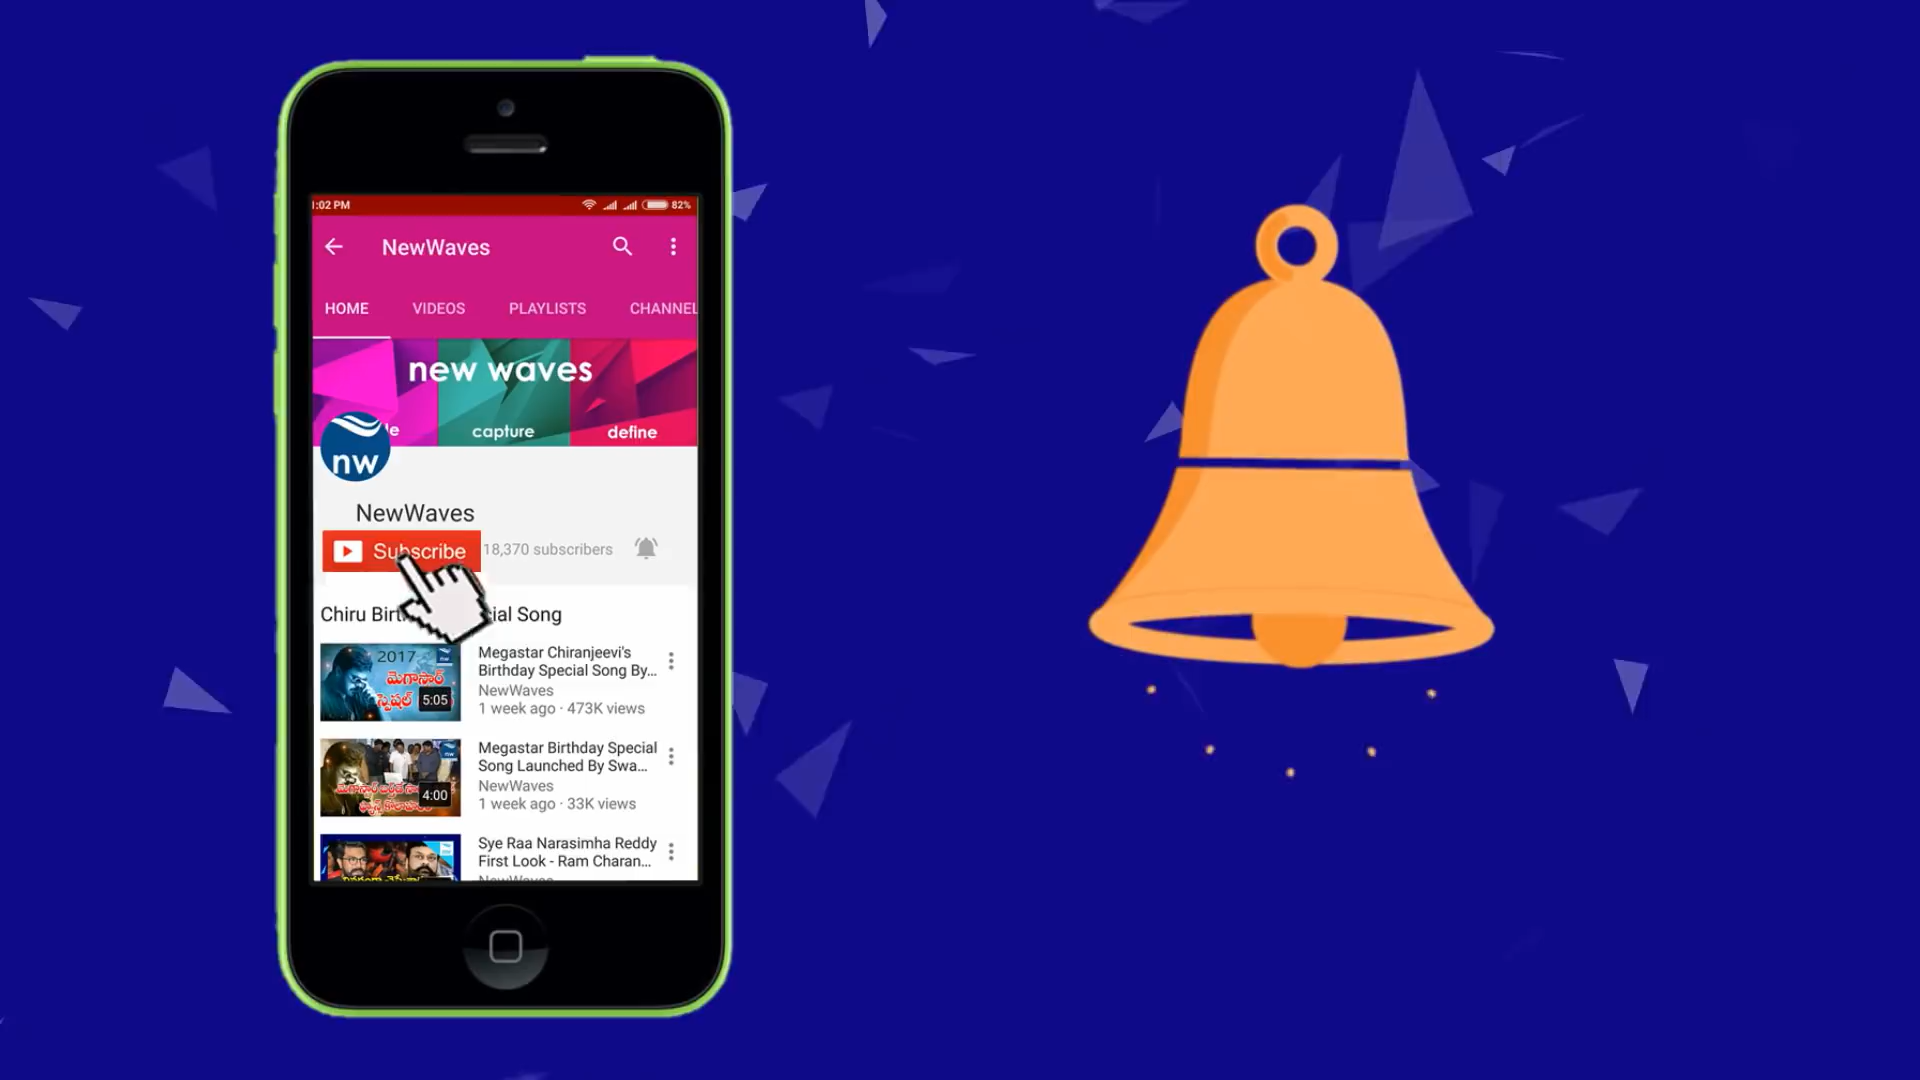 1:02 PM
82%
NewWaves
HOME VIDEOS PLAYLISTS CHANNEL
new waves
capture
define
nw
NewWaves
Subscribe
18,370 subscribers
Chiru Birt ial Song
2017
మెగాస్టార్
స్పెషల్
5:05
Megastar Chiranjeevi's
Birthday Special Song By...
NewWaves
1 week ago · 473K views
4:00
Megastar Birthday Special
Song Launched By Swa...
NewWaves
1 week ago · 33K views
Sye Raa Narasimha Reddy
First Look - Ram Charan...
NewWaves